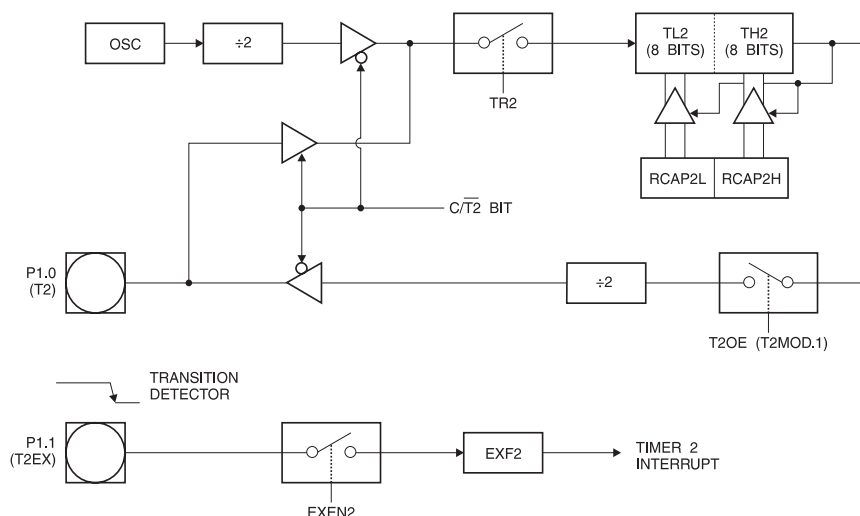 OSC
÷2
TR2
TL2
(8 BITS)
TH2
(8 BITS)
RCAP2L
RCAP2H
C/T2 BIT
P1.0
(T2)
÷2
T2OE (T2MOD.1)
TRANSITION
DETECTOR
P1.1
(T2EX)
EXF2
TIMER 2
INTERRUPT
EXEN2